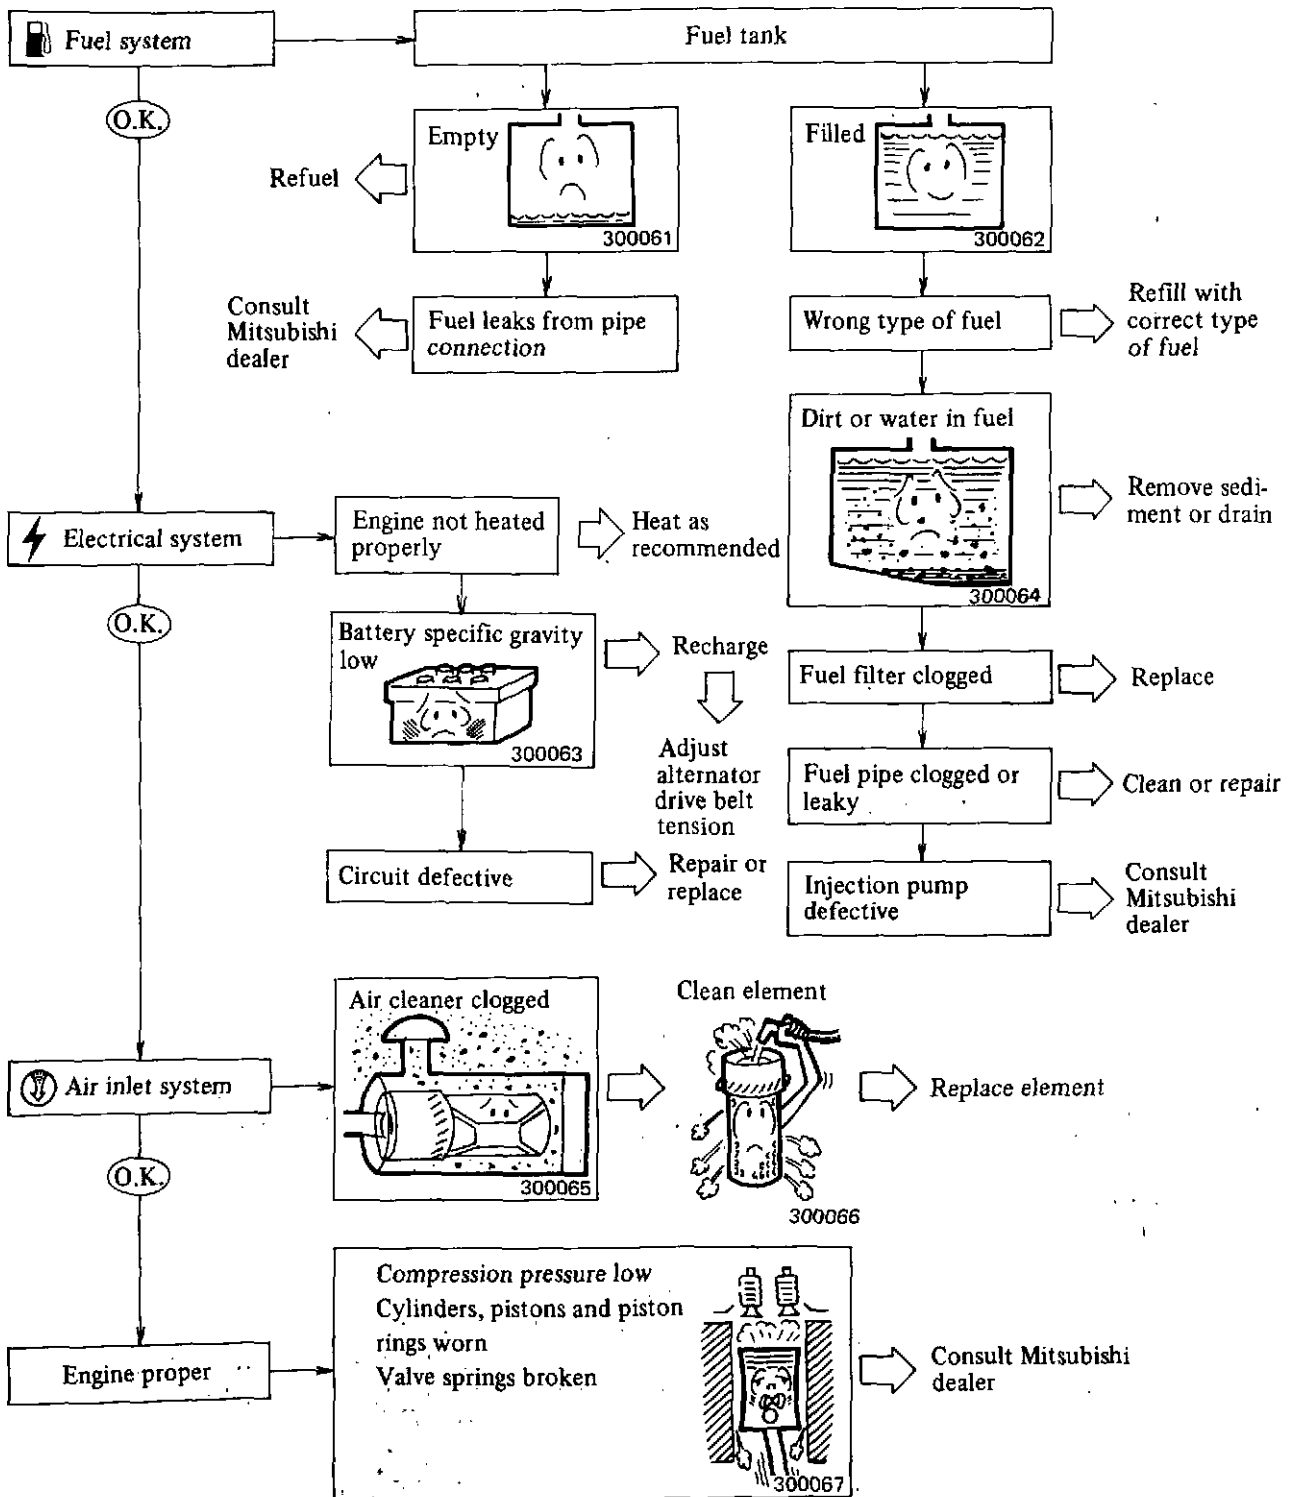 Fuel system
Fuel tank
O.K.
Empty
300061
Refuel
Filled
300062
Fuel leaks from pipe
connection
Consult
Mitsubishi
dealer
Wrong type of fuel
Refill with
correct type
of fuel
Dirt or water in fuel
300064
Remove sedi-
ment or drain
Electrical system
Engine not heated
properly
Heat as
recommended
O.K.
Battery specific gravity
low
300063
Recharge
Adjust
alternator
drive belt
tension
Fuel filter clogged
Replace
Fuel pipe clogged or
leaky
Clean or repair
Circuit defective
Repair or
replace
Injection pump
defective
Consult
Mitsubishi
dealer
Air inlet system
Air cleaner clogged
300065
Clean element
300066
Replace element
O.K.
Engine proper
Compression pressure low
Cylinders, pistons and piston
rings worn
Valve springs broken
300067
Consult Mitsubishi
dealer